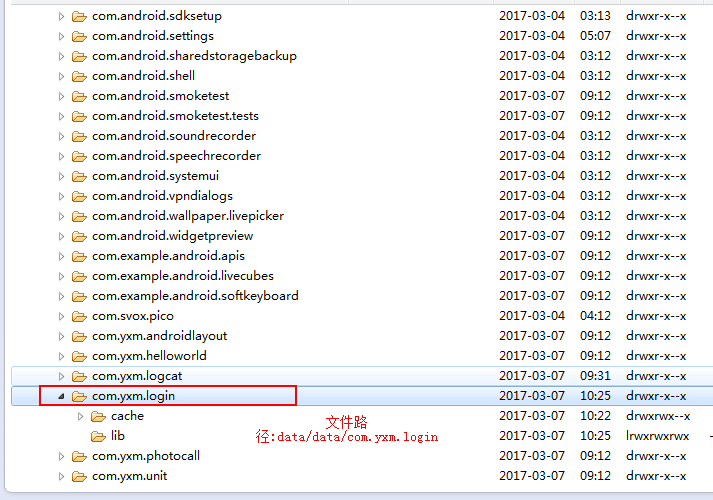 com.android.sdksetup 2017-03-04 03:13 drwxr-x--x
com.android.settings 2017-03-04 05:07 drwxr-x--x
com.android.sharedstoragebackup 2017-03-04 03:12 drwxr-x--x
com.android.shell 2017-03-04 03:12 drwxr-x--x
com.android.smoketest 2017-03-07 09:12 drwxr-x--x
com.android.smoketest.tests 2017-03-07 09:12 drwxr-x--x
com.android.soundrecorder 2017-03-04 03:12 drwxr-x--x
com.android.speechrecorder 2017-03-04 03:12 drwxr-x--x
com.android.systemui 2017-03-04 03:12 drwxr-x--x
com.android.vpndialogs 2017-03-04 03:12 drwxr-x--x
com.android.wallpaper.livepicker 2017-03-04 03:12 drwxr-x--x
com.android.widgetpreview 2017-03-07 09:12 drwxr-x--x
com.example.android.apis 2017-03-07 09:12 drwxr-x--x
com.example.android.livecubes 2017-03-07 09:12 drwxr-x--x
com.example.android.softkeyboard 2017-03-07 09:12 drwxr-x--x
com.svox.pico 2017-03-04 04:12 drwxr-x--x
com.yxm.androidlayout 2017-03-07 09:12 drwxr-x--x
com.yxm.helloworld 2017-03-07 09:12 drwxr-x--x
com.yxm.logcat 2017-03-07 09:31 drwxr-x--x
com.yxm.login 2017-03-07 10:25 drwxr-x--x
cache 2017-03-07 10:22 drwxrwx--x
lib 2017-03-07 10:25 lrwxrwxrwx -
文件路
径:data/data/com.yxm.login
com.yxm.photocall 2017-03-07 09:12 drwxr-x--x
com.yxm.unit 2017-03-07 09:12 drwxr-x--x